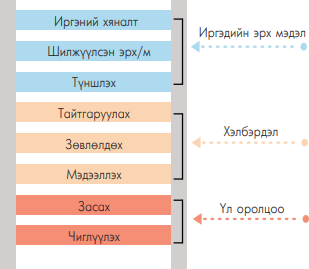 Иргэний хяналт
Шилжүүлсэн эрх/м
Түншлэх
Иргэдийн эрх мэдэл
Тайтгаруулах
Зөвлөлдөх
Мэдээллэх
Хэлбэрдэл
Засах
Чиглүүлэх
Үл оролцоо